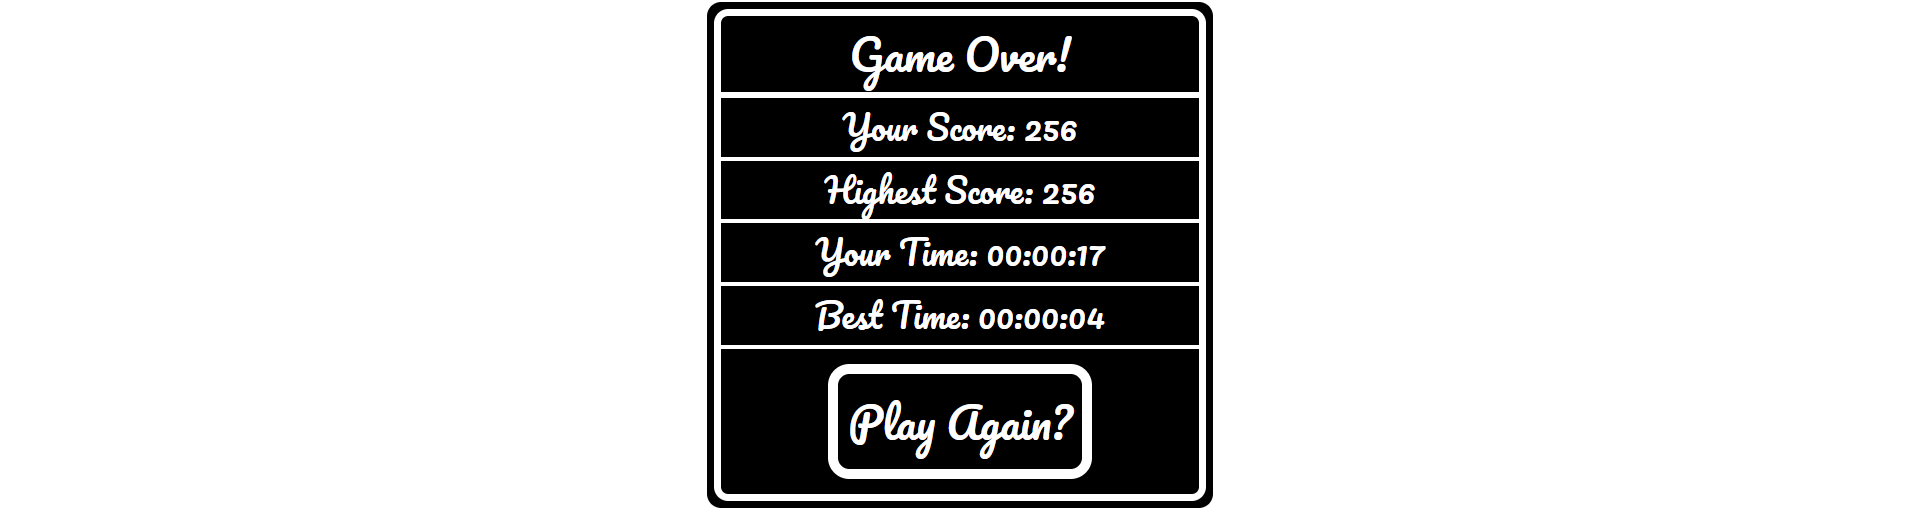 Game Over!
Your Score: 256
Highest Score: 256
Your Time: 00:00:17
Best Time: 00:00:04
Play Again?